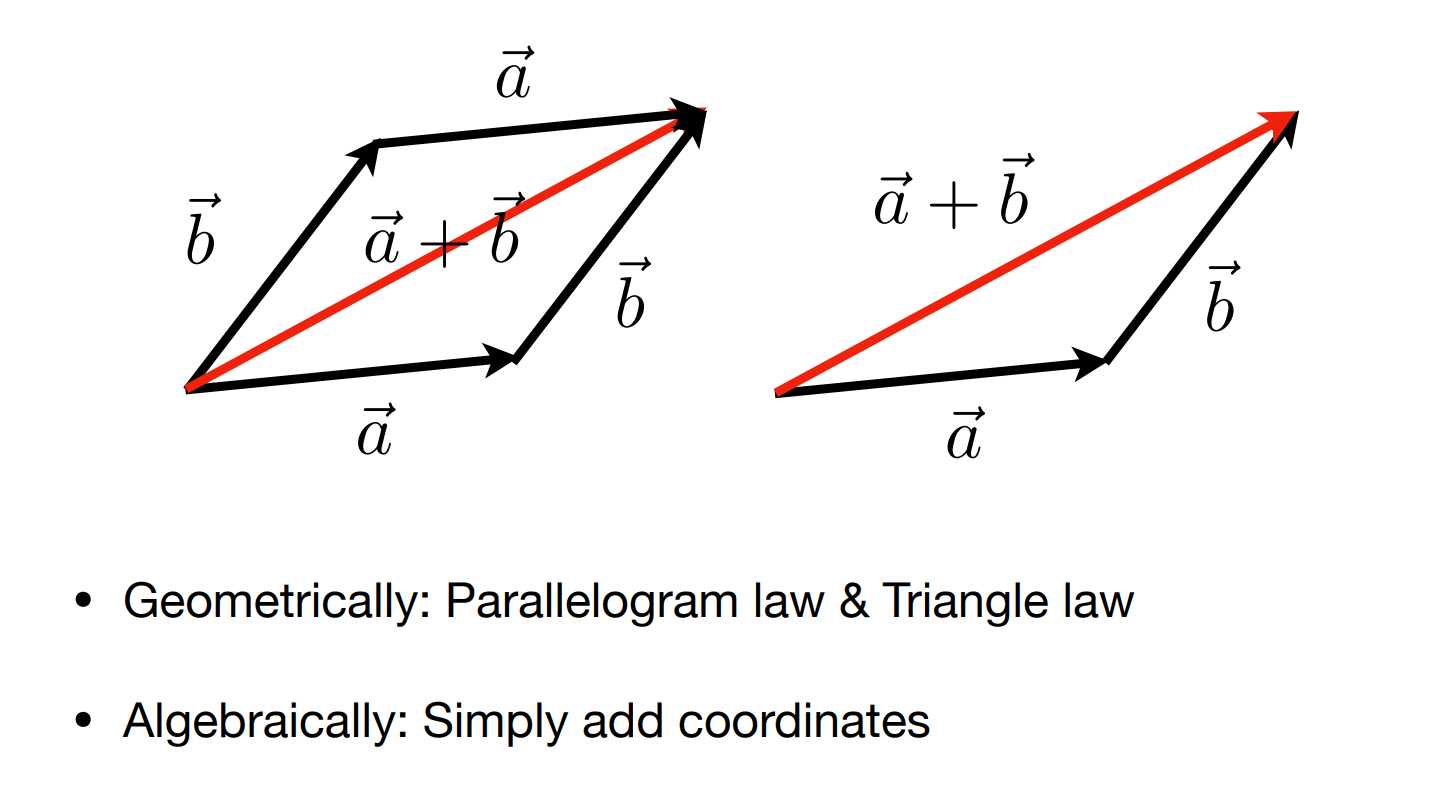 $\vec{a}$
$\vec{b}$
$\vec{a} + \vec{b}$
$\vec{b}$
$\vec{a}$
$\vec{a} + \vec{b}$
$\vec{b}$
$\vec{a}$
• Geometrically: Parallelogram law & Triangle law
• Algebraically: Simply add coordinates